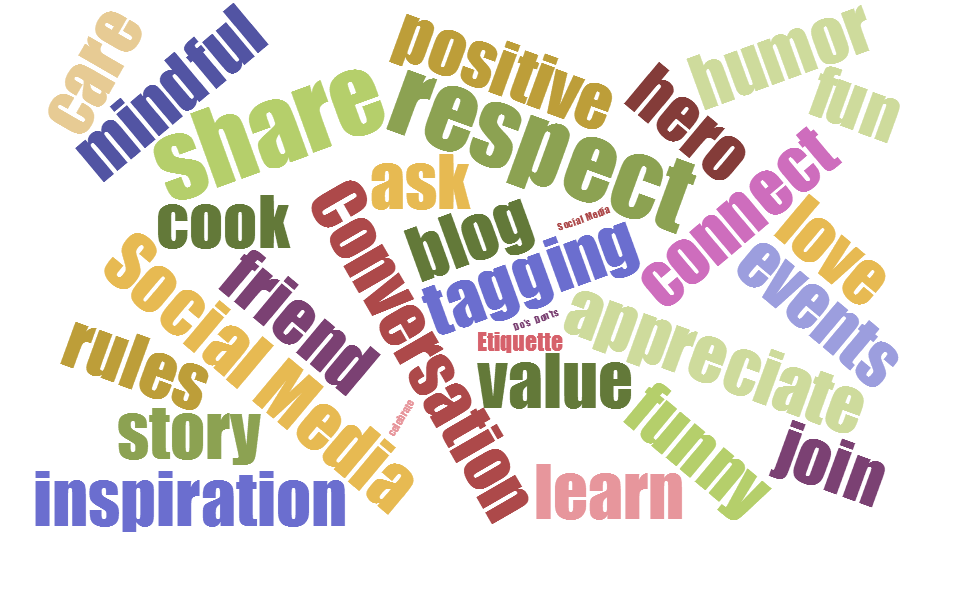 care
mindful
positive
humor
share
respect
hero
fun
ask
connect
cook
Conversation
blog
Social Media
love
tagging
events
Social Media
friend
Do's Don'ts
appreciate
rules
Etiquette
value
celebrate
funny
story
join
inspiration
learn